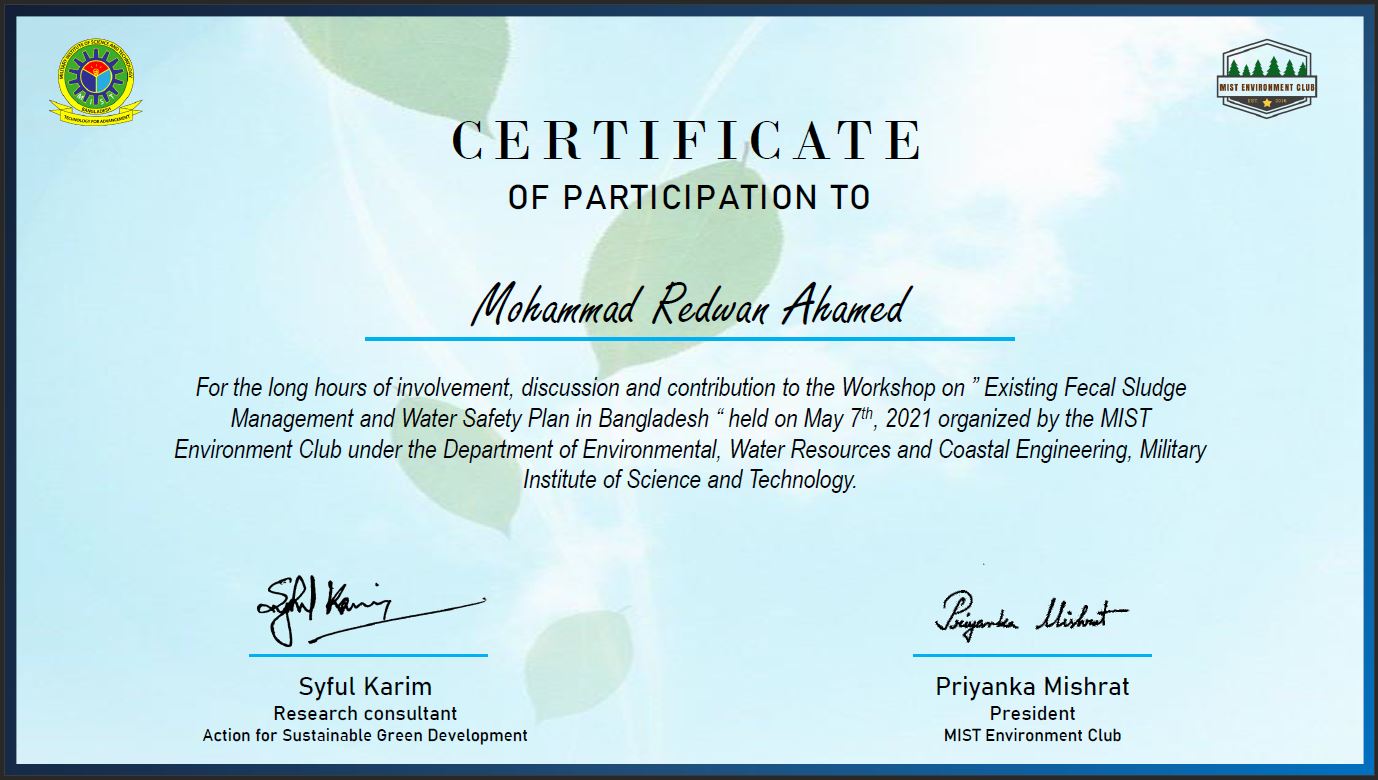 MILITARY INSTITUTE OF SCIENCE AND TECHNOLOGY
MIST
BANGLADESH
TECHNOLOGY FOR ADVANCEMENT
MIST ENVIRONMENT CLUB
EST. 2016
CERTIFICATE
OF PARTICIPATION TO
Mohammad Redwan Ahamed
For the long hours of involvement, discussion and contribution to the Workshop on ” Existing Fecal Sludge
Management and Water Safety Plan in Bangladesh “ held on May 7th, 2021 organized by the MIST
Environment Club under the Department of Environmental, Water Resources and Coastal Engineering, Military
Institute of Science and Technology.
Syful Karim
Priyanka Mishrat
Syful Karim
Research consultant
Action for Sustainable Green Development
Priyanka Mishrat
President
MIST Environment Club